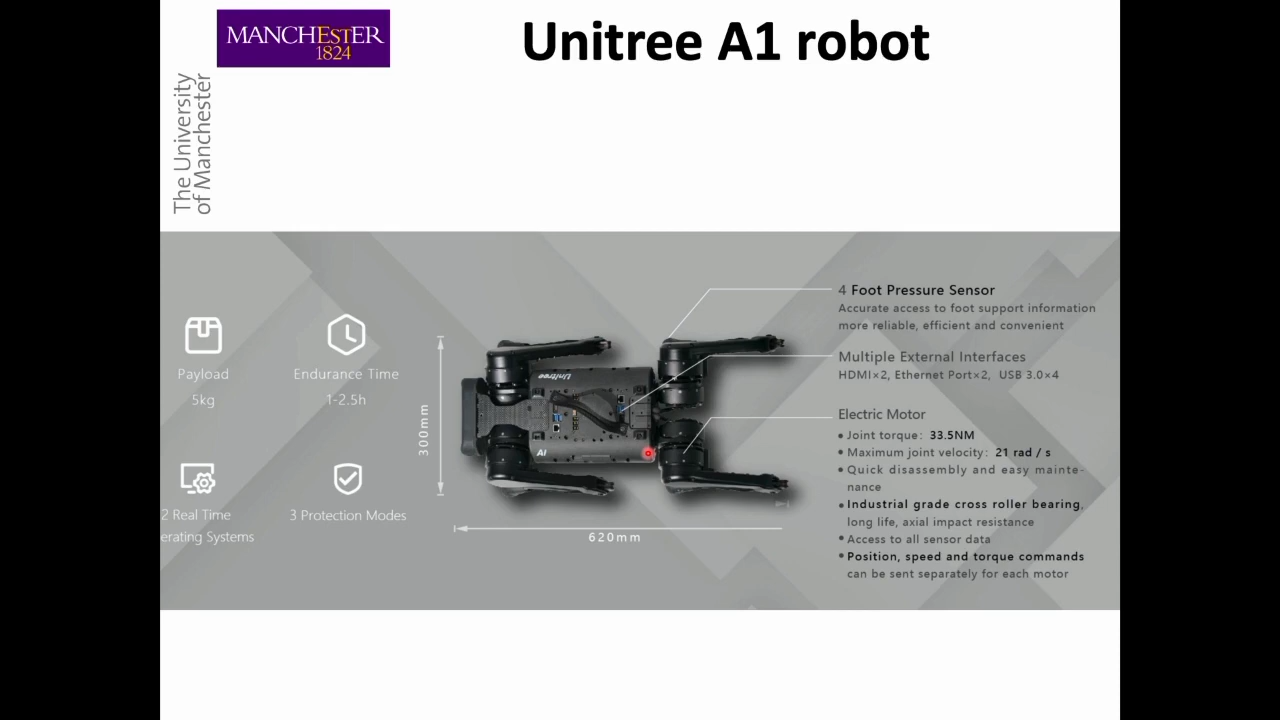 MANCHESTER
1824
The University
of Manchester
Unitree A1 robot
Payload
5kg
Endurance Time
1-2.5h
2 Real Time
erating Systems
3 Protection Modes
300mm
620mm
Unitree
AI
4 Foot Pressure Sensor
Accurate access to foot support information
more reliable, efficient and convenient
Multiple External Interfaces
HDMI×2, Ethernet Port×2, USB 3.0×4
Electric Motor
• Joint torque: 33.5NM
• Maximum joint velocity: 21 rad / s
• Quick disassembly and easy mainte-
nance
• Industrial grade cross roller bearing,
long life, axial impact resistance
• Access to all sensor data
• Position, speed and torque commands
can be sent separately for each motor